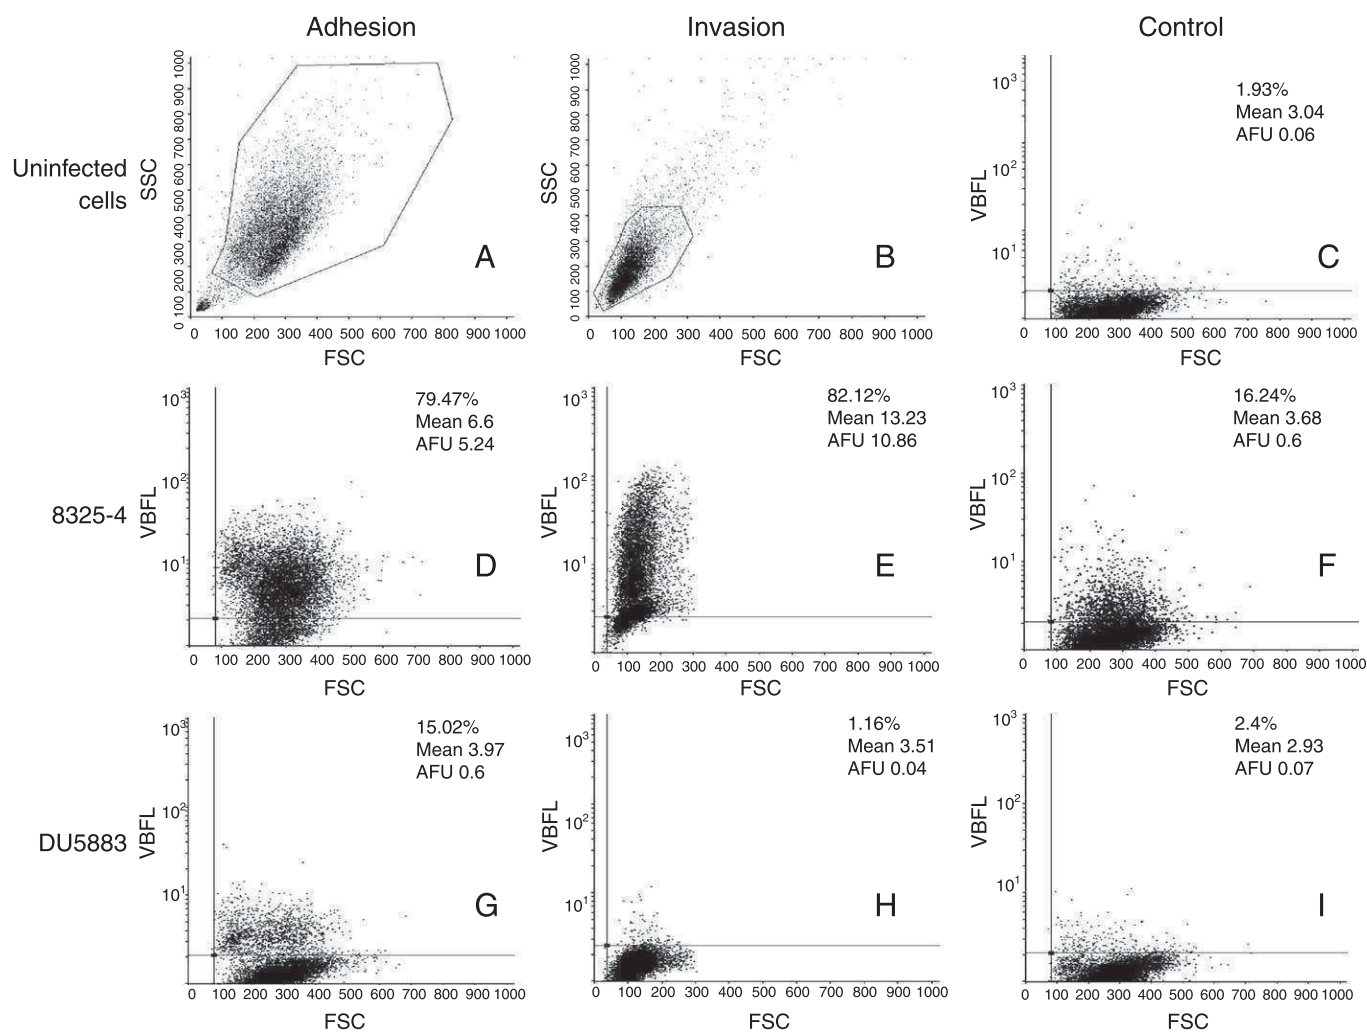 Adhesion
Invasion
Control
Uninfected
cells
SSC
0 100 200 300 400 500 600 700 800 900 1000
A
0 100 200 300 400 500 600 700 800 900 1000
FSC
SSC
0 100 200 300 400 500 600 700 800 900 1000
B
0 100 200 300 400 500 600 700 800 900 1000
FSC
VBFL
10³
10²
10¹
1.93%
Mean 3.04
AFU 0.06
C
0 100 200 300 400 500 600 700 800 900 1000
FSC
8325-4
VBFL
10³
10²
10¹
79.47%
Mean 6.6
AFU 5.24
D
0 100 200 300 400 500 600 700 800 900 1000
FSC
VBFL
10³
10²
10¹
82.12%
Mean 13.23
AFU 10.86
E
0 100 200 300 400 500 600 700 800 900 1000
FSC
VBFL
10³
10²
10¹
16.24%
Mean 3.68
AFU 0.6
F
0 100 200 300 400 500 600 700 800 900 1000
FSC
DU5883
VBFL
10³
10²
10¹
15.02%
Mean 3.97
AFU 0.6
G
0 100 200 300 400 500 600 700 800 900 1000
FSC
VBFL
10³
10²
10¹
1.16%
Mean 3.51
AFU 0.04
H
0 100 200 300 400 500 600 700 800 900 1000
FSC
VBFL
10³
10²
10¹
2.4%
Mean 2.93
AFU 0.07
I
0 100 200 300 400 500 600 700 800 900 1000
FSC